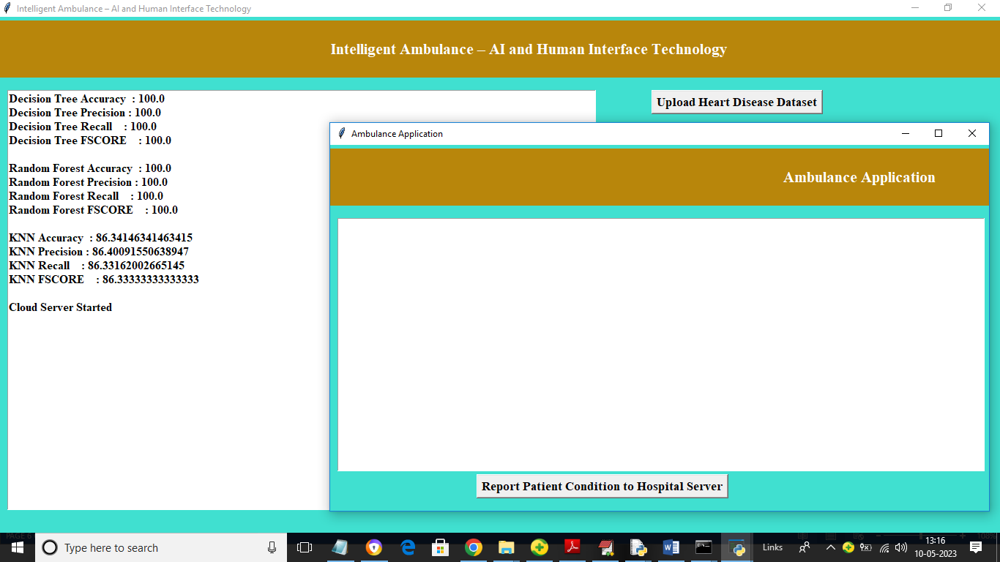 Intelligent Ambulance – AI and Human Interface Technology
Intelligent Ambulance – AI and Human Interface Technology
Decision Tree Accuracy  : 100.0
Decision Tree Precision : 100.0
Decision Tree Recall    : 100.0
Decision Tree FSCORE    : 100.0
Random Forest Accuracy  : 100.0
Random Forest Precision : 100.0
Random Forest Recall    : 100.0
Random Forest FSCORE    : 100.0
KNN Accuracy  : 86.34146341463415
KNN Precision : 86.40091550638947
KNN Recall    : 86.33162002665145
KNN FSCORE    : 86.33333333333333
Cloud Server Started
Upload Heart Disease Dataset
Ambulance Application
Ambulance Application
Report Patient Condition to Hospital Server
Type here to search
Links
13:16
10-05-2023